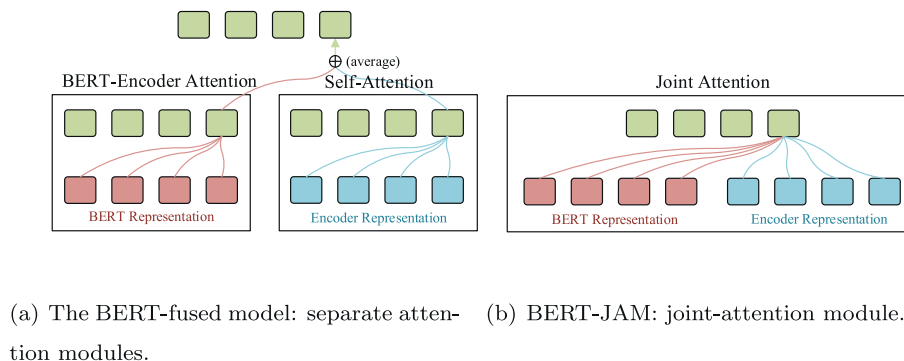 ⊕ (average)
BERT-Encoder Attention
Self-Attention
Joint Attention
BERT Representation
Encoder Representation
BERT Representation
Encoder Representation
(a) The BERT-fused model: separate atten-
tion modules.
(b) BERT-JAM: joint-attention module.